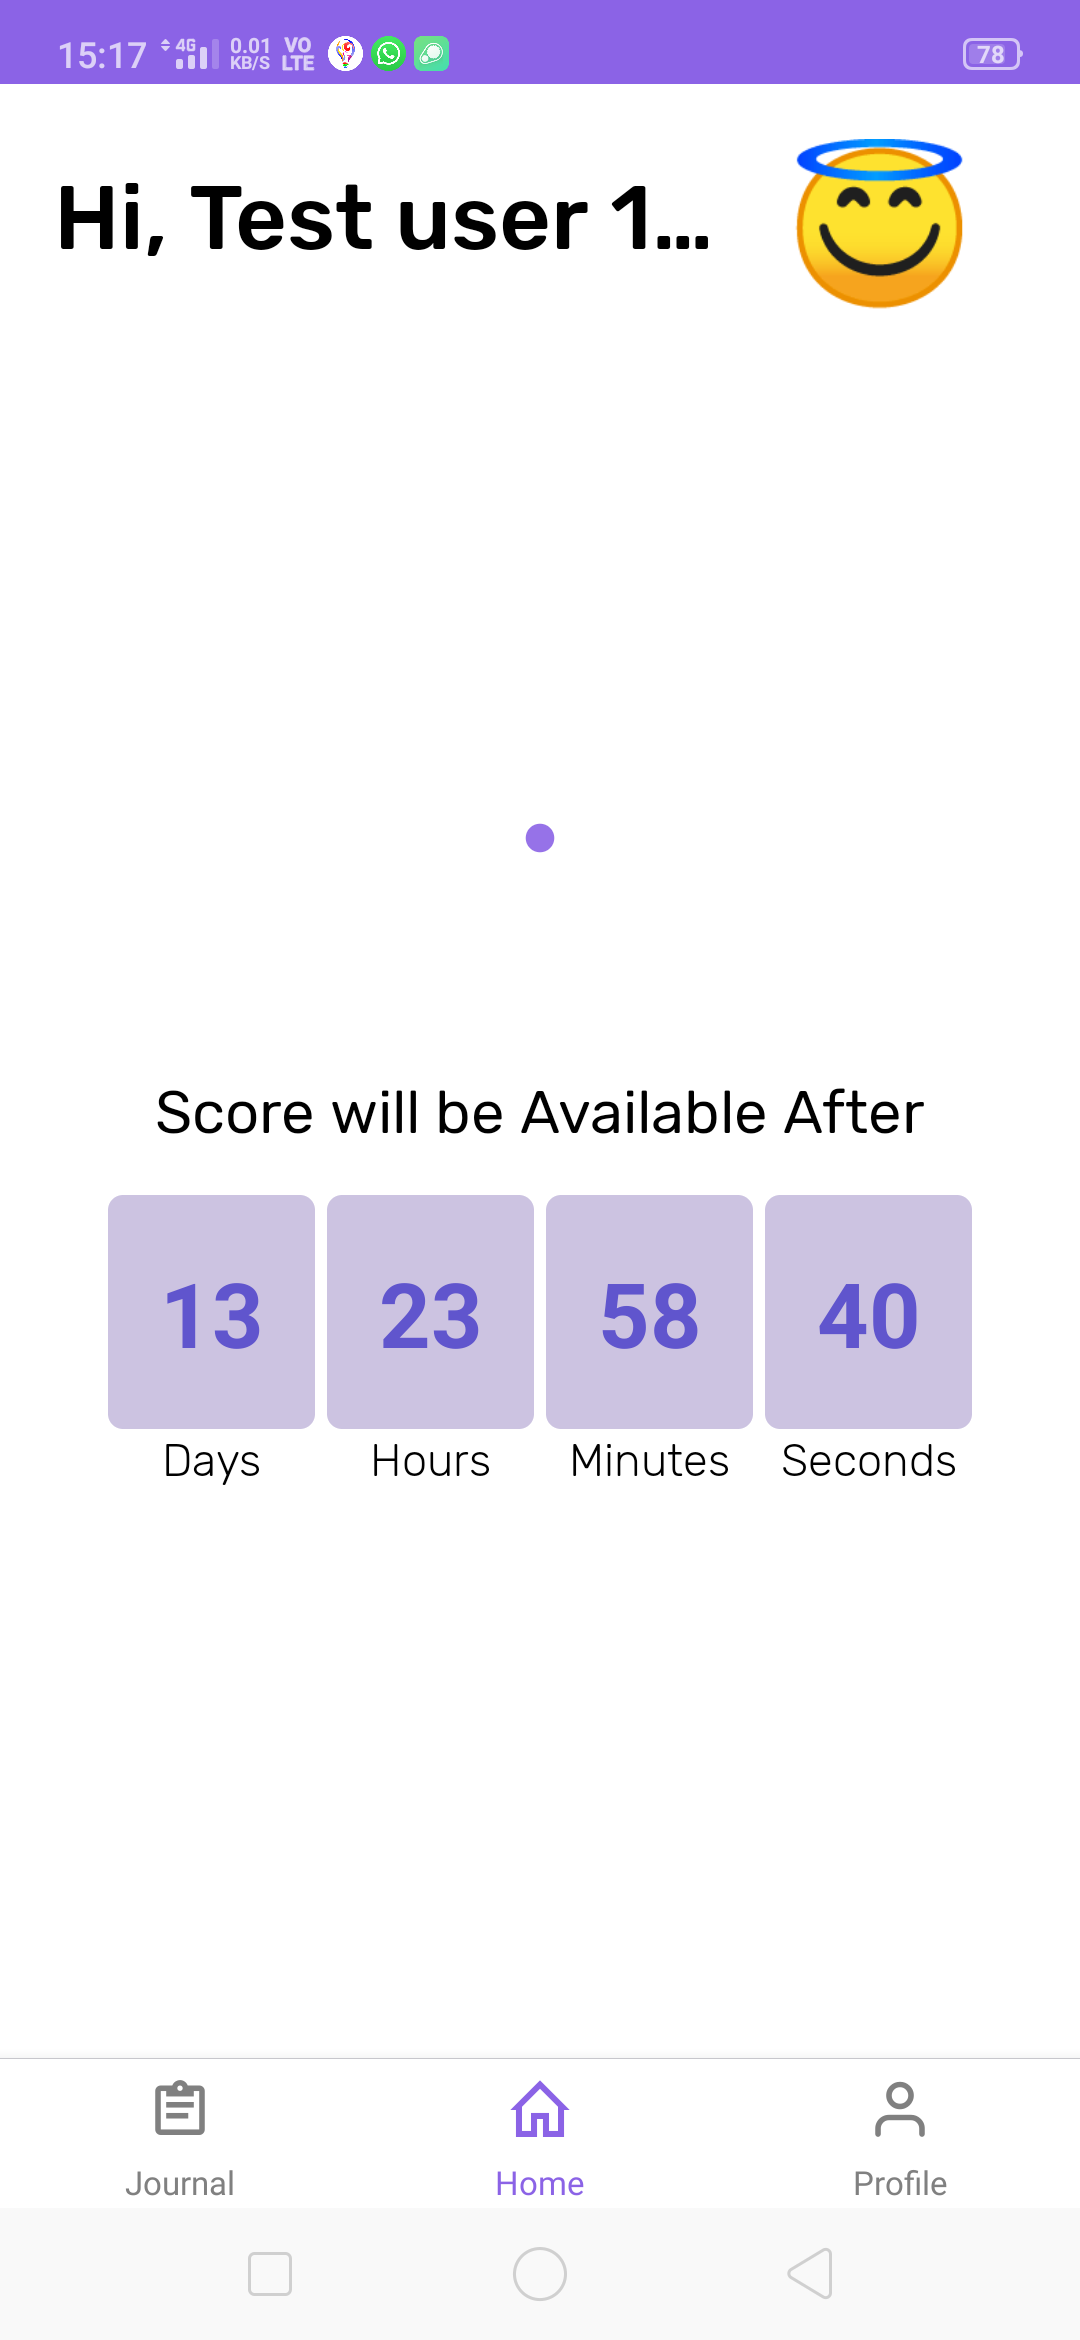 15:17 4G 0.01 KB/S VO LTE 78
Hi, Test user 1...
Score will be Available After
13 23 58 40
Days Hours Minutes Seconds
Journal Home Profile